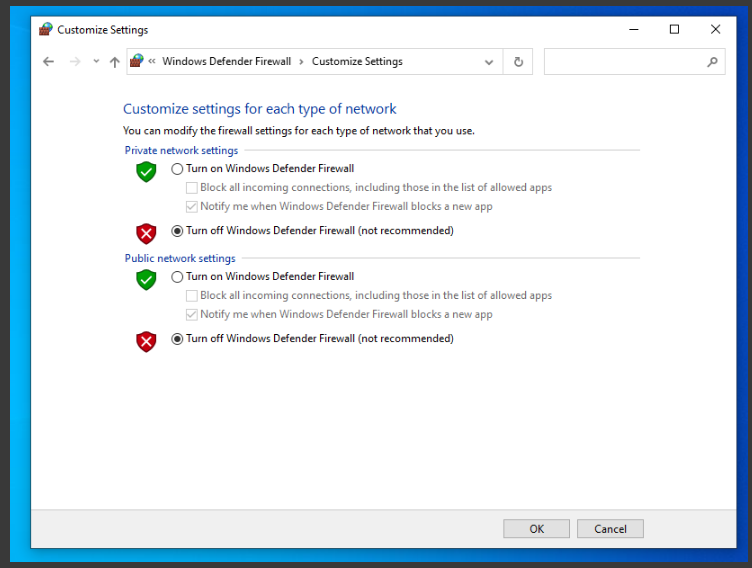 Customize Settings
« Windows Defender Firewall › Customize Settings
Customize settings for each type of network
You can modify the firewall settings for each type of network that you use.
Private network settings
Turn on Windows Defender Firewall
Block all incoming connections, including those in the list of allowed apps
Notify me when Windows Defender Firewall blocks a new app
Turn off Windows Defender Firewall (not recommended)
Public network settings
Turn on Windows Defender Firewall
Block all incoming connections, including those in the list of allowed apps
Notify me when Windows Defender Firewall blocks a new app
Turn off Windows Defender Firewall (not recommended)
OK Cancel